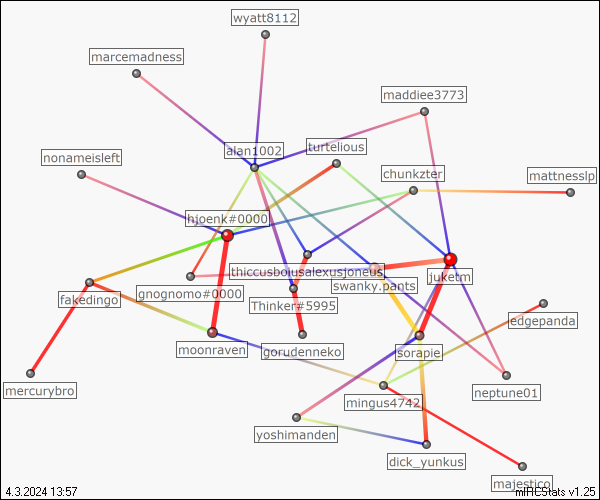 wyatt8112
marcemadness
maddiee3773
alan1002
turtelious
nonameisleft
chunkzter
mattnesslp
hjoenk#0000
thiccusboiusalexusjoneus
juketm
swanky.pants
gnognomo#0000
fakedingo
Thinker#5995
edgepanda
moonraven
gorudenneko
sorapie
mercurybro
mingus4742
neptune01
yoshimanden
dick_yunkus
majestico
4.3.2024 13:57
mIRCStats v1.25